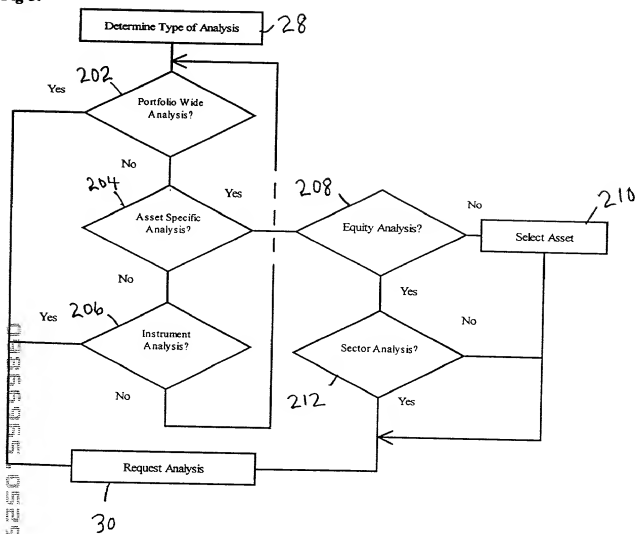 Determine Type of Analysis
28
202
Yes
Portfolio Wide
Analysis?
No
204
Yes
208
No
210
Asset Specific
Analysis?
Equity Analysis?
Select Asset
No
Yes
Yes
206
No
Instrument
Analysis?
Sector Analysis?
No
212
Yes
Request Analysis
30